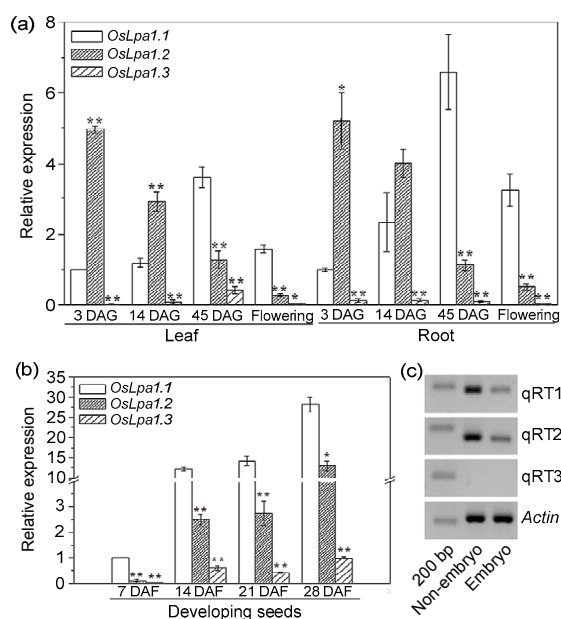 (a)
OsLpa1.1
OsLpa1.2
OsLpa1.3
Relative expression
8
6
4
2
0
**
**
**
**
**
**
**
*
*
**
**
**
**
**
**
3 DAG 14 DAG 45 DAG Flowering 3 DAG 14 DAG 45 DAG Flowering
Leaf Root
(b)
OsLpa1.1
OsLpa1.2
OsLpa1.3
Relative expression
35
30
25
20
15
10
3
2
1
0
** **
**
**
**
**
*
**
7 DAF 14 DAF 21 DAF 28 DAF
Developing seeds
(c)
qRT1
qRT2
qRT3
Actin
200 bp
Non-embryo
Embryo